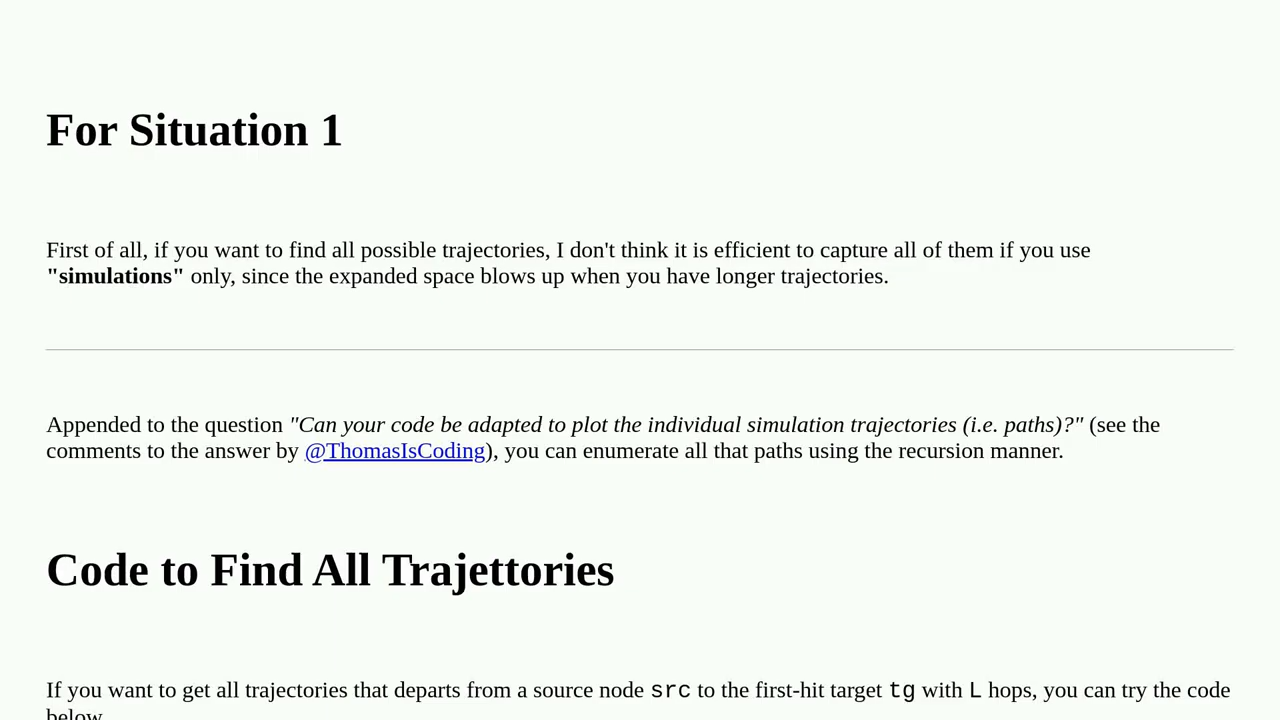 For Situation 1
First of all, if you want to find all possible trajectories, I don't think it is efficient to capture all of them if you use
"simulations" only, since the expanded space blows up when you have longer trajectories.
Appended to the question "Can your code be adapted to plot the individual simulation trajectories (i.e. paths)?" (see the
comments to the answer by @ThomasIsCoding), you can enumerate all that paths using the recursion manner.
Code to Find All Trajettories
If you want to get all trajectories that departs from a source node src to the first-hit target tg with L hops, you can try the code
below